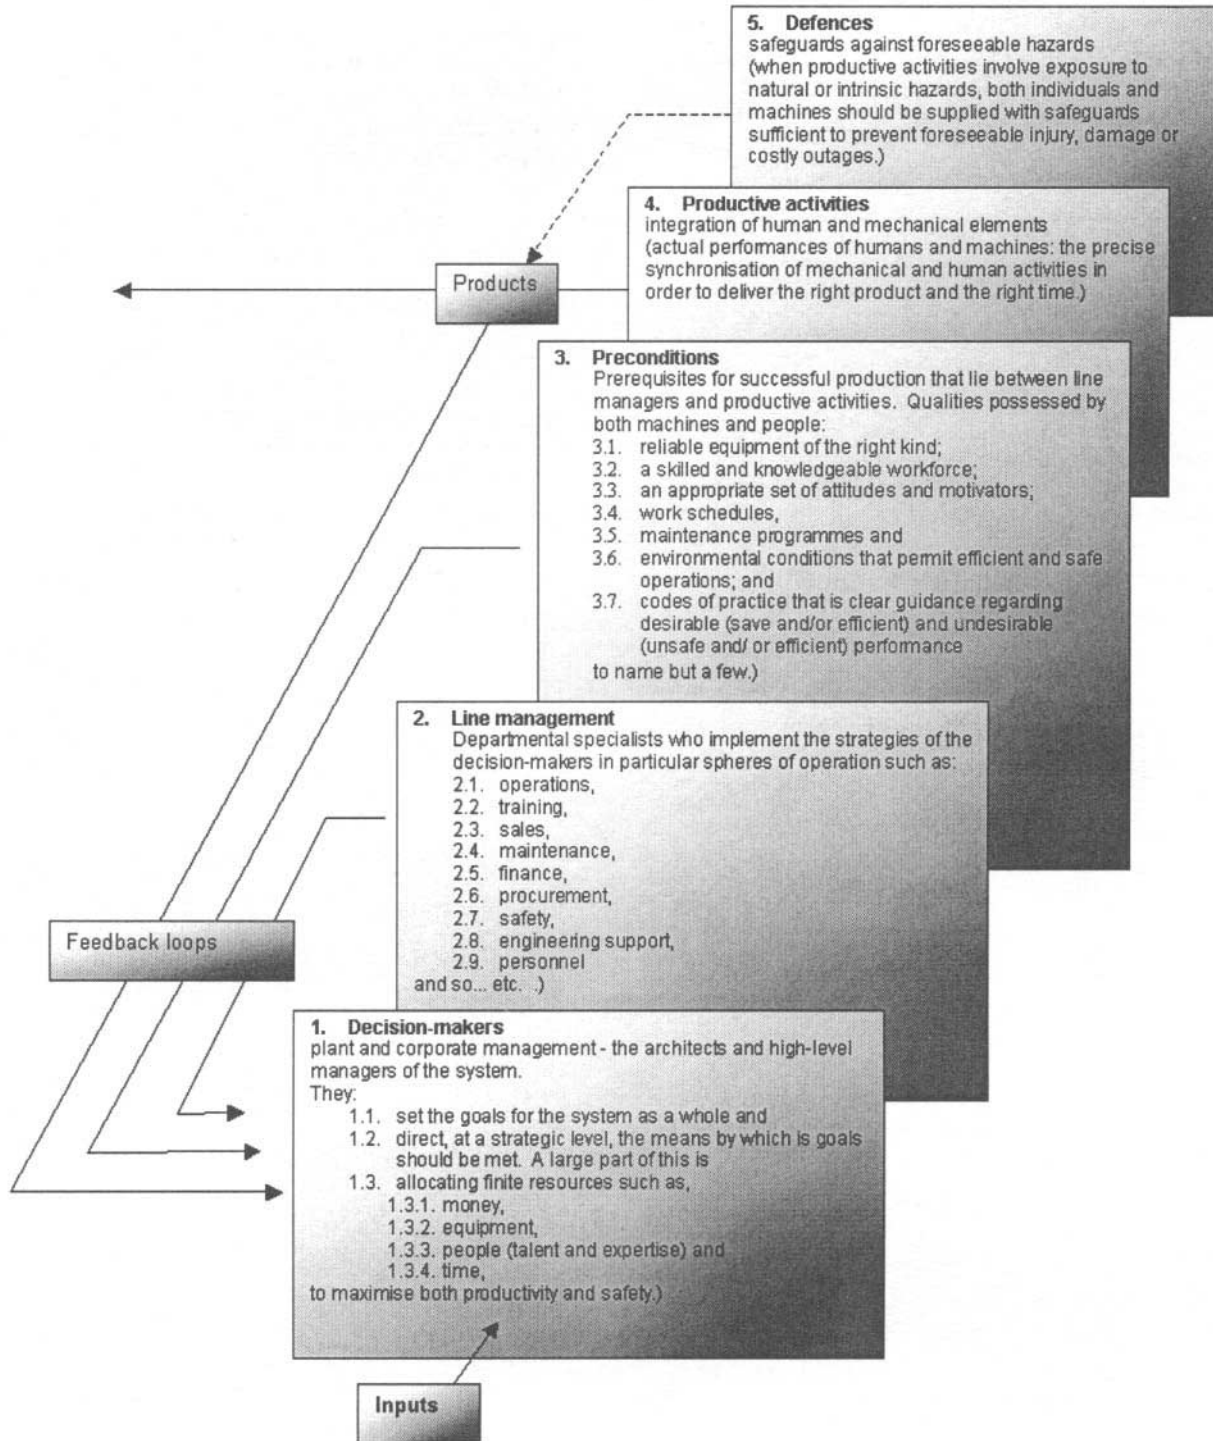 5. Defences
safeguards against foreseeable hazards
(when productive activities involve exposure to
natural or intrinsic hazards, both individuals and
machines should be supplied with safeguards
sufficient to prevent foreseeable injury, damage or
costly outages.)
4. Productive activities
integration of human and mechanical elements
(actual performances of humans and machines: the precise
synchronisation of mechanical and human activities in
order to deliver the right product and the right time.)
Products
3. Preconditions
Prerequisites for successful production that lie between line
managers and productive activities. Qualities possessed by
both machines and people:
3.1. reliable equipment of the right kind;
3.2. a skilled and knowledgeable workforce;
3.3. an appropriate set of attitudes and motivators;
3.4. work schedules,
3.5. maintenance programmes and
3.6. environmental conditions that permit efficient and safe
operations; and
3.7. codes of practice that is clear guidance regarding
desirable (save and/or efficient) and undesirable
(unsafe and/ or efficient) performance
to name but a few.)
2. Line management
Departmental specialists who implement the strategies of the
decision-makers in particular spheres of operation such as:
2.1. operations,
2.2. training,
2.3. sales,
2.4. maintenance,
2.5. finance,
2.6. procurement,
2.7. safety,
2.8. engineering support,
2.9. personnel
and so... etc. .)
Feedback loops
1. Decision-makers
plant and corporate management - the architects and high-level
managers of the system.
They:
1.1. set the goals for the system as a whole and
1.2. direct, at a strategic level, the means by which is goals
should be met. A large part of this is
1.3. allocating finite resources such as,
1.3.1. money,
1.3.2. equipment,
1.3.3. people (talent and expertise) and
1.3.4. time,
to maximise both productivity and safety.)
Inputs